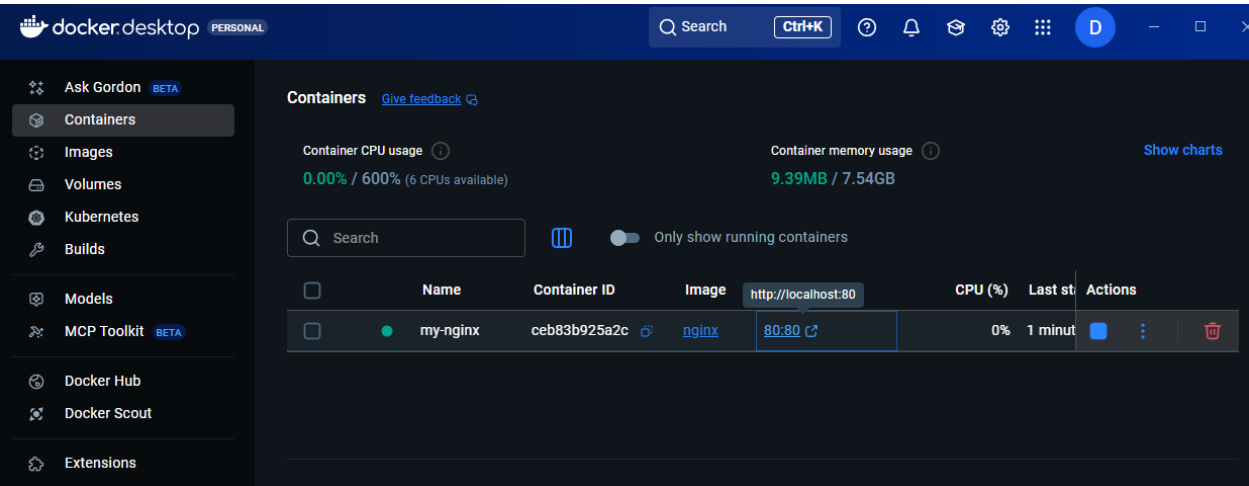 docker.desktop PERSONAL Search Ctrl+K D
Ask Gordon BETA
Containers
Images
Volumes
Kubernetes
Builds
Models
MCP Toolkit BETA
Docker Hub
Docker Scout
Extensions
Containers Give feedback
Container CPU usage
0.00% / 600% (6 CPUs available)
Container memory usage
9.39MB / 7.54GB
Show charts
Search
Only show running containers
Name Container ID Image http://localhost:80 CPU (%) Last sta Actions
my-nginx ceb83b925a2c nginx 80:80 0% 1 minut